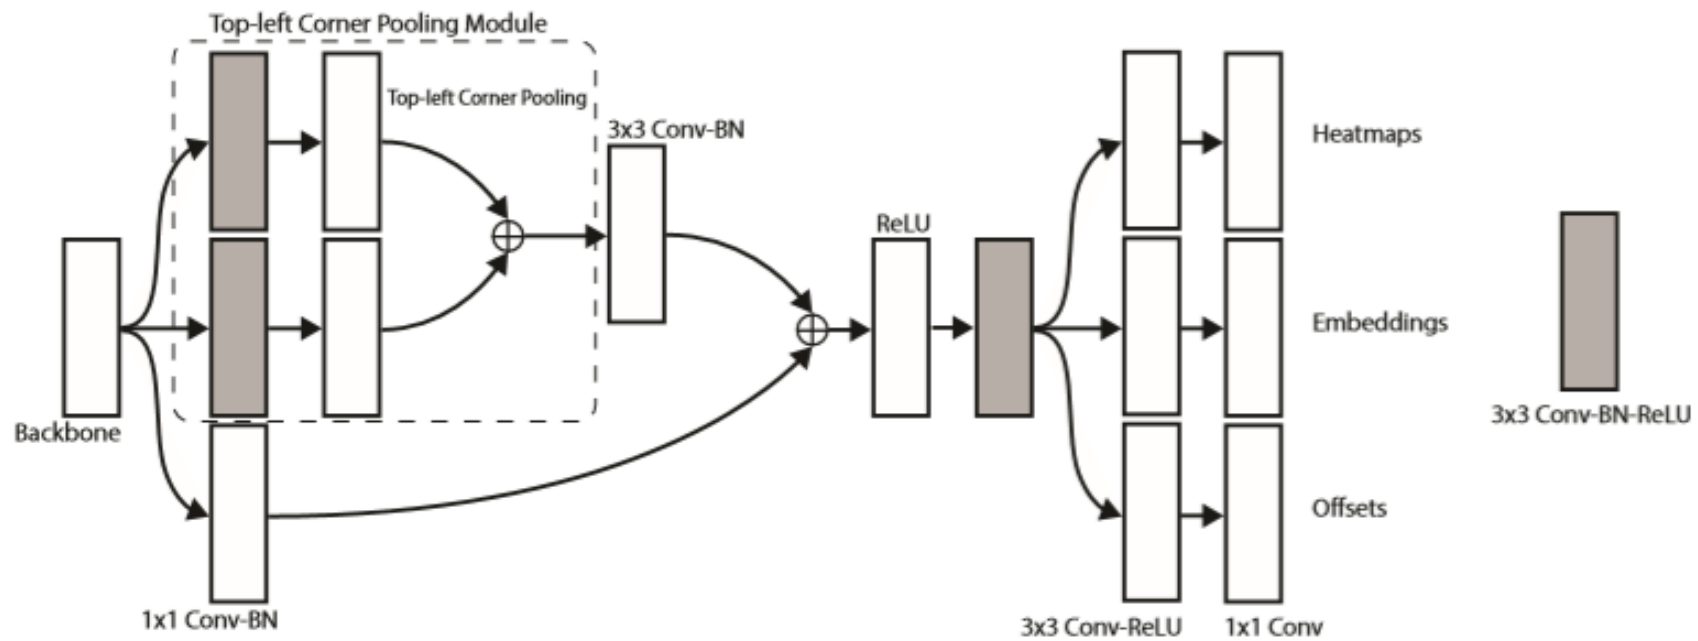 Top-left Corner Pooling Module
Top-left Corner Pooling
3x3 Conv-BN
Backbone
1x1 Conv-BN
ReLU
Heatmaps
Embeddings
Offsets
3x3 Conv-ReLU
1x1 Conv
3x3 Conv-BN-ReLU